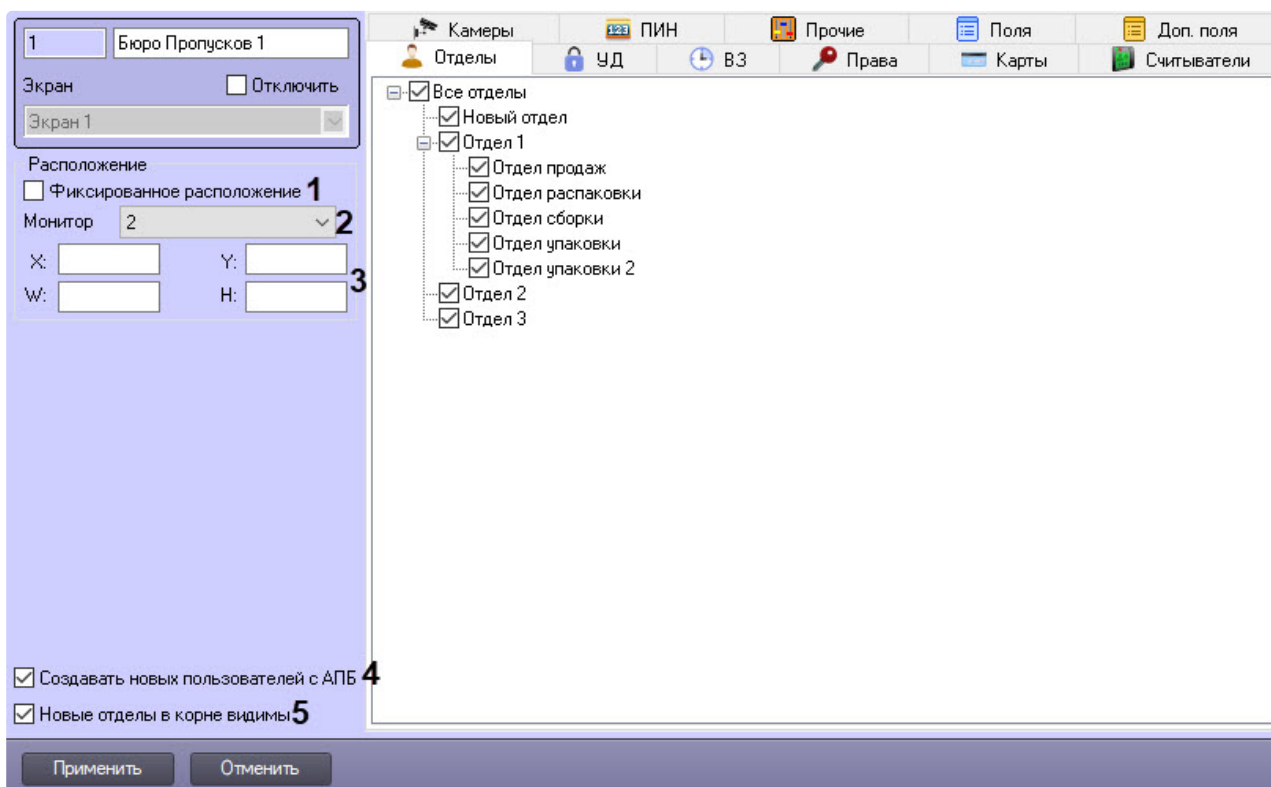 1
Бюро Пропусков 1
Экран
Отключить
Экран 1
Расположение
Фиксированное расположение 1
Монитор 2 2
X: Y:
3
W: H:
Создавать новых пользователей с АПБ 4
Новые отделы в корне видимы 5
Камеры ПИН Прочие Поля Доп. поля
Отделы УД ВЗ Права Карты Считыватели
Все отделы
Новый отдел
Отдел 1
Отдел продаж
Отдел распаковки
Отдел сборки
Отдел упаковки
Отдел упаковки 2
Отдел 2
Отдел 3
Применить Отменить